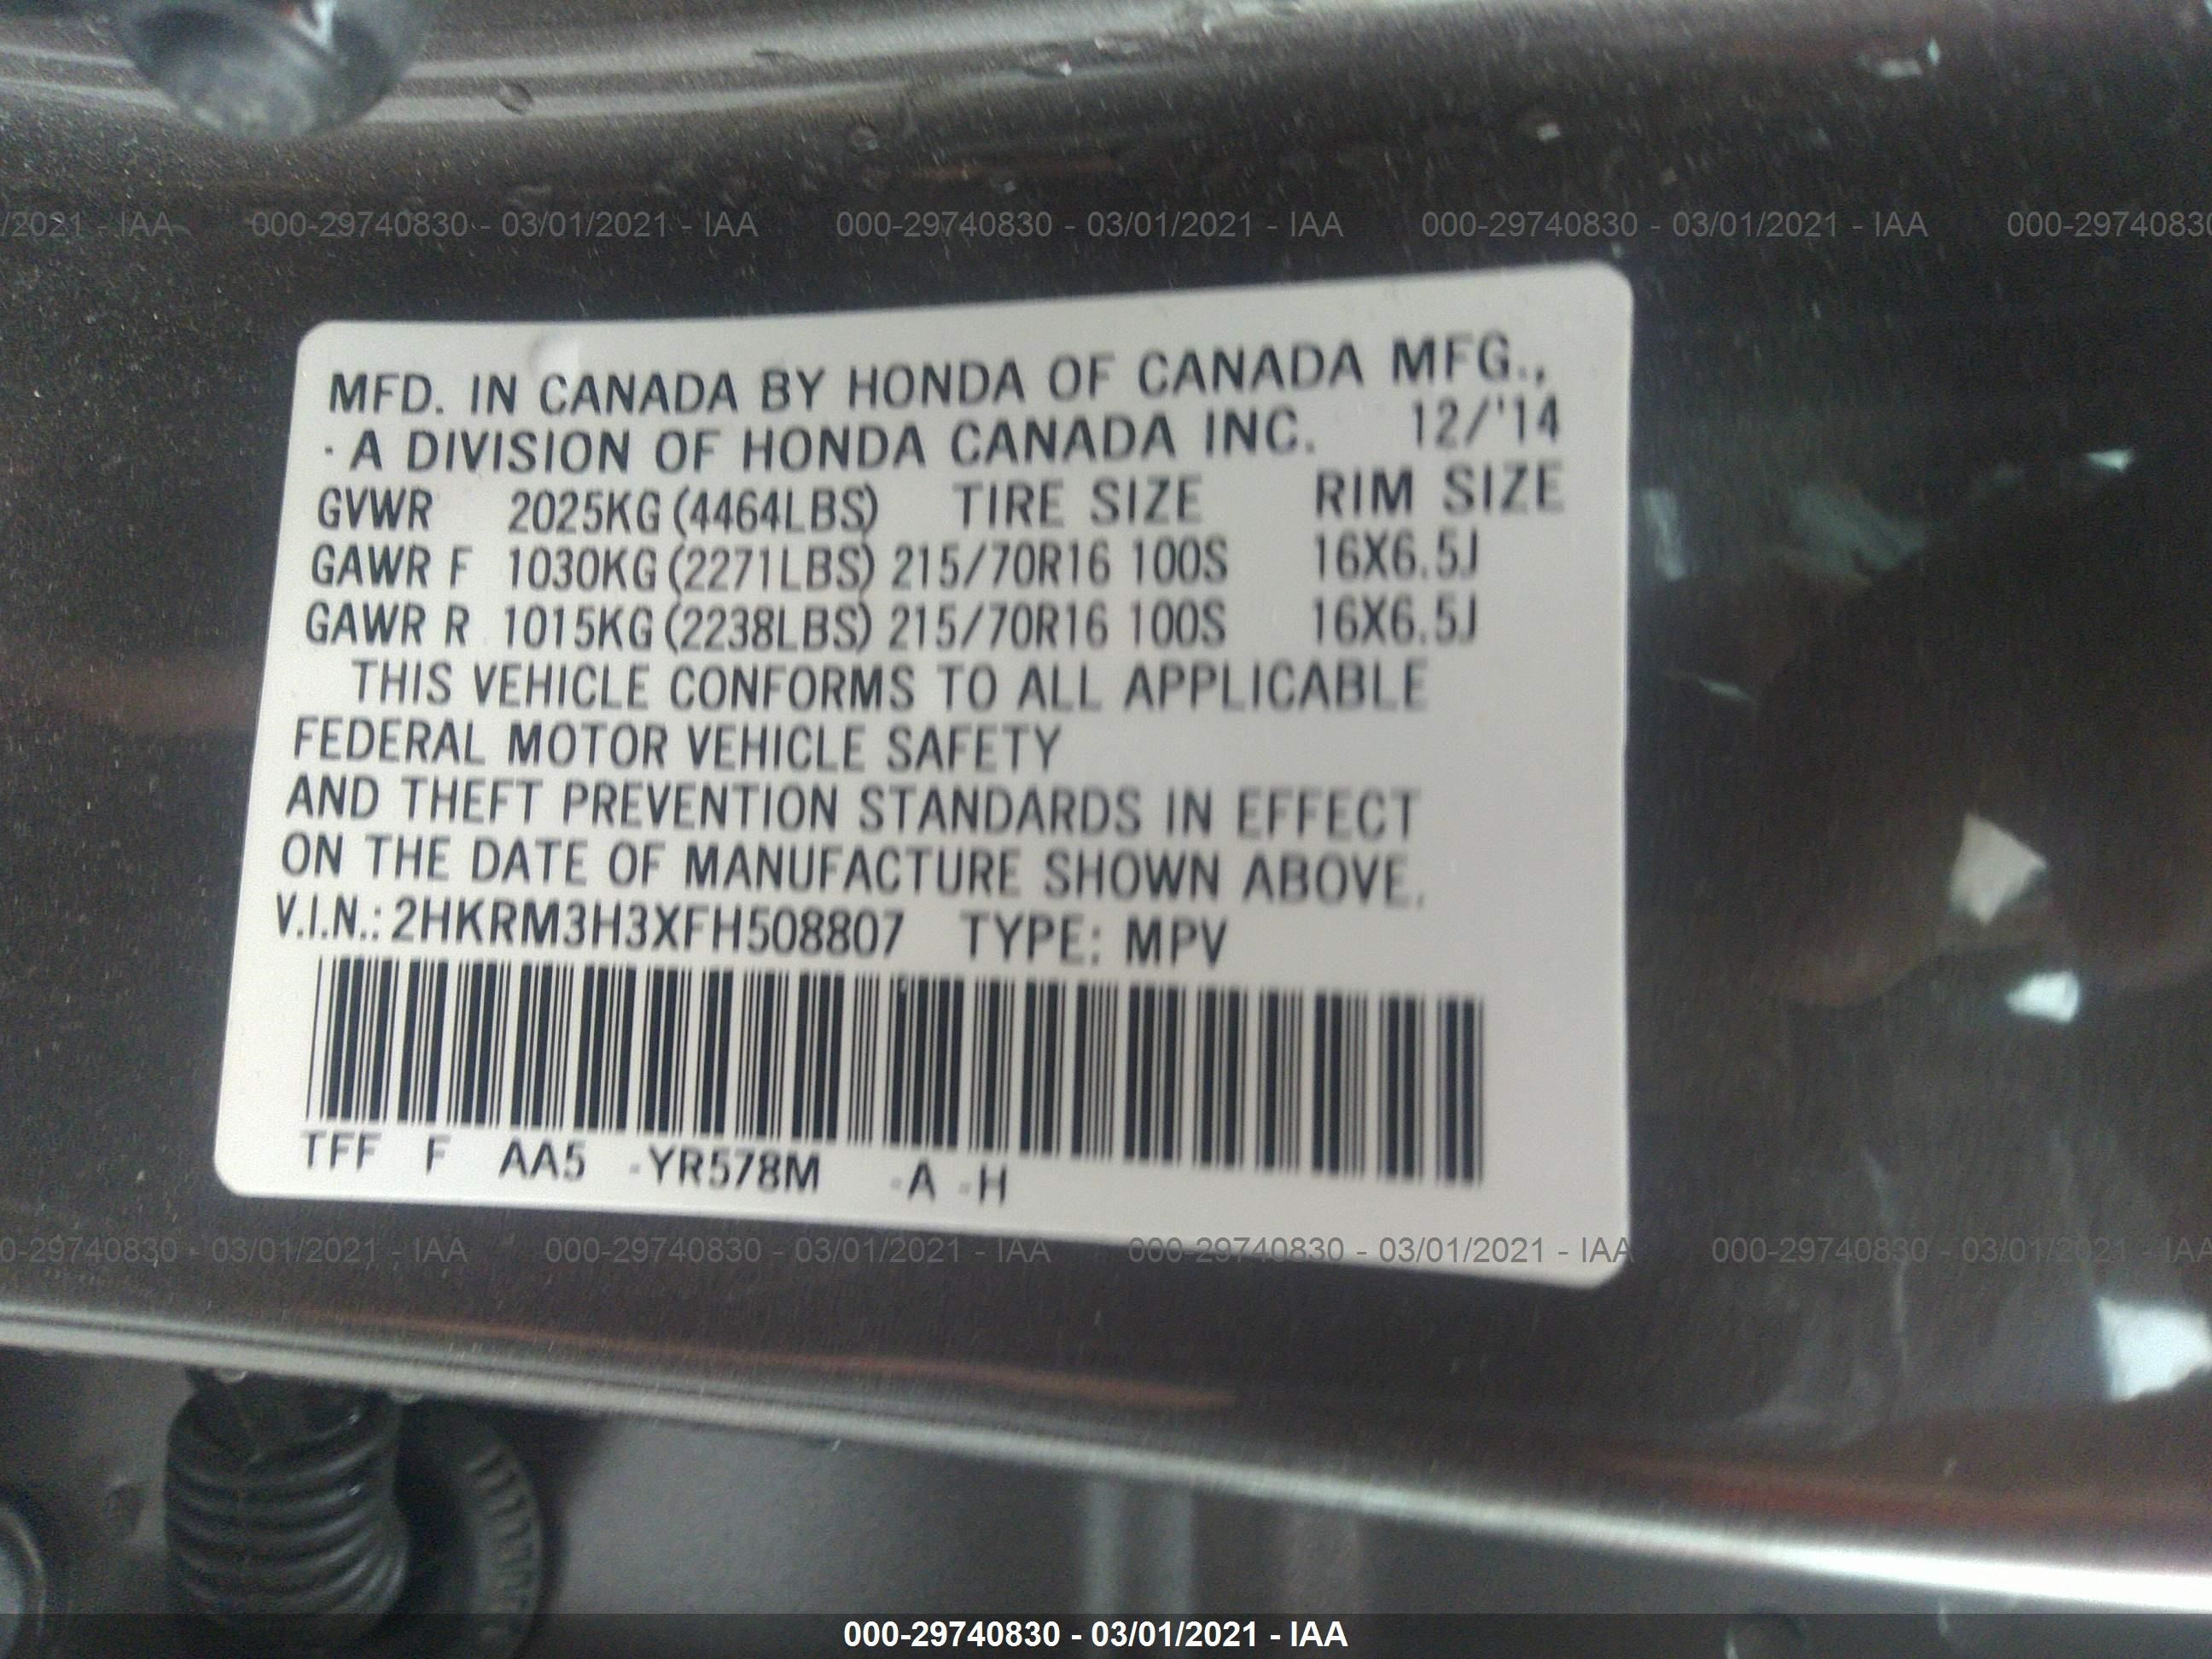 /2021 - IAA 000-29740830 - 03/01/2021 - IAA 000-29740830 - 03/01/2021 - IAA 000-29740830 - 03/01/2021 - IAA 000-2974083
MFD. IN CANADA BY HONDA OF CANADA MFG.,
· A DIVISION OF HONDA CANADA INC. 12/'14
GVWR 2025KG (4464LBS) TIRE SIZE RIM SIZE
GAWR F 1030KG (2271LBS) 215/70R16 100S 16X6.5J
GAWR R 1015KG (2238LBS) 215/70R16 100S 16X6.5J
THIS VEHICLE CONFORMS TO ALL APPLICABLE
FEDERAL MOTOR VEHICLE SAFETY
AND THEFT PREVENTION STANDARDS IN EFFECT
ON THE DATE OF MANUFACTURE SHOWN ABOVE.
V.I.N.: 2HKRM3H3XFH508807 TYPE: MPV
TFF F AA5 -YR578M -A -H
0-29740830 - 03/01/2021 - IAA 000-29740830 - 03/01/2021 - IAA 000-29740830 - 03/01/2021 - IAA 000-29740830 - 03/01/2021 - IAA
000-29740830 - 03/01/2021 - IAA